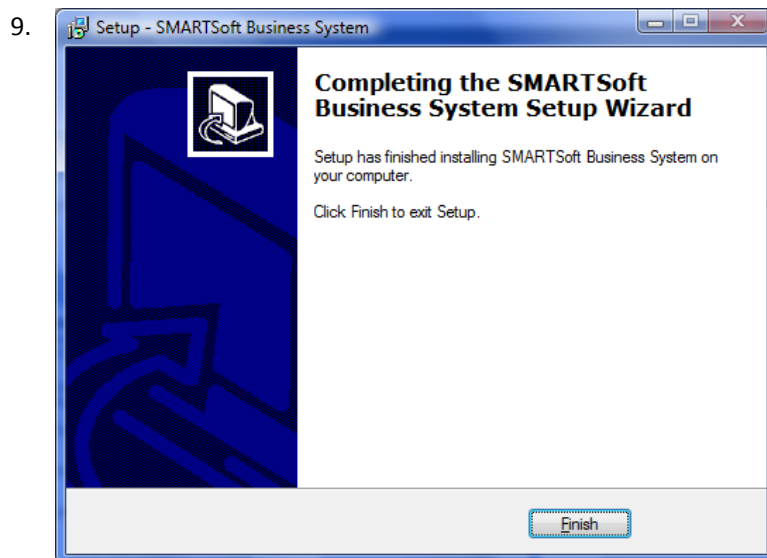 9.
Setup - SMARTSoft Business System
Completing the SMARTSoft
Business System Setup Wizard
Setup has finished installing SMARTSoft Business System on
your computer.
Click Finish to exit Setup.
Finish